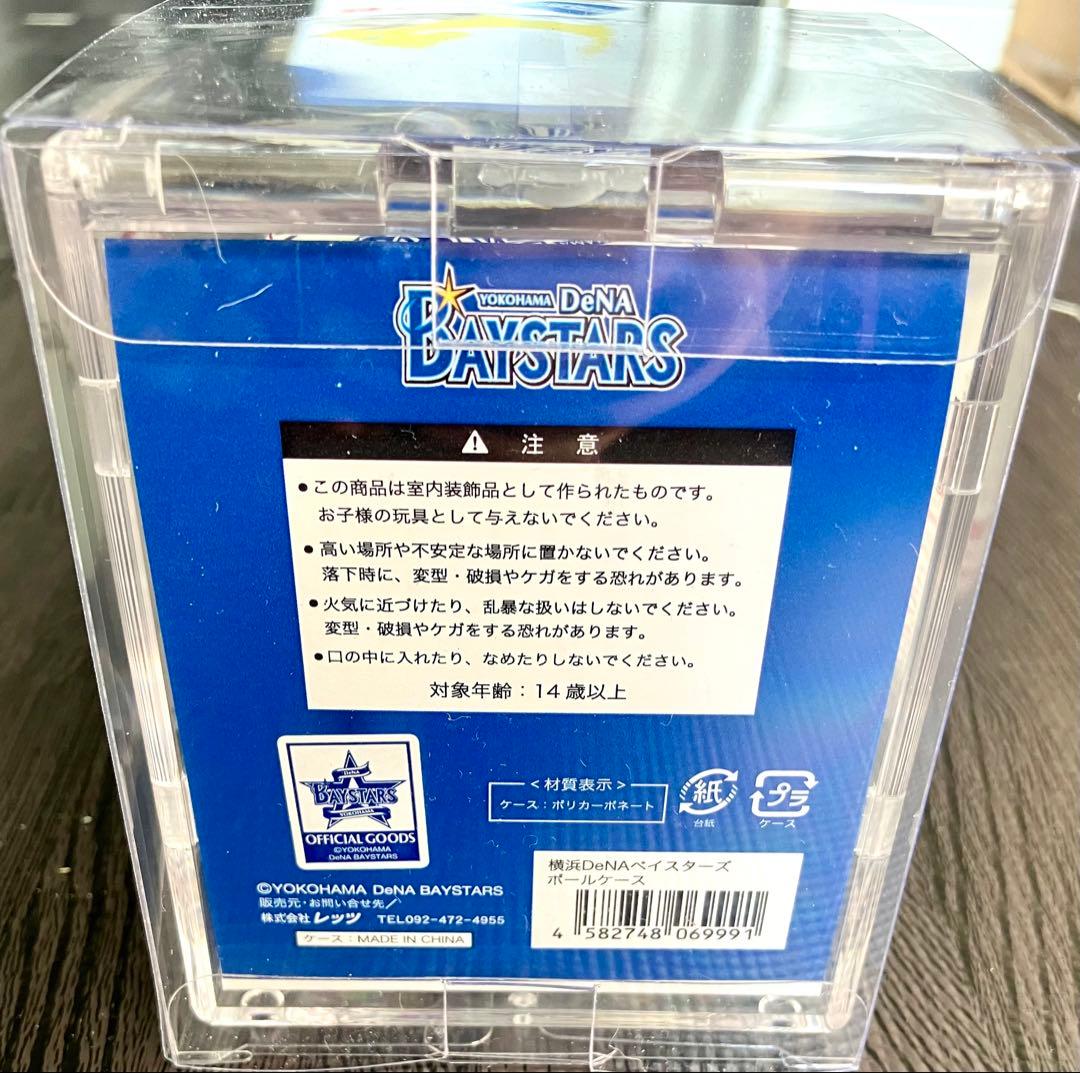 YOKOHAMA DeNA
BAYSTARS
注意
●この商品は室内装飾品として作られたものです。
お子様の玩具として与えないでください。
●高い場所や不安定な場所に置かないでください。
落下時に、変型・破損やケガをする恐れがあります。
●火気に近づけたり、乱暴な扱いはしないでください。
変型・破損やケガをする恐れがあります。
●口の中に入れたり、なめたりしないでください。
対象年齢：14歳以上
DeNA
BAYSTARS
YOKOHAMA
OFFICIAL GOODS
©YOKOHAMA
DeNA BAYSTARS
<材質表示>
ケース：ポリカーボネート
紙
台紙
プラ
ケース
©YOKOHAMA DeNA BAYSTARS
販売元・お問い合せ先／
株式会社レッツ TEL092-472-4955
ケース：MADE IN CHINA
横浜DeNAベイスターズ
ボールケース
4 582748 069991